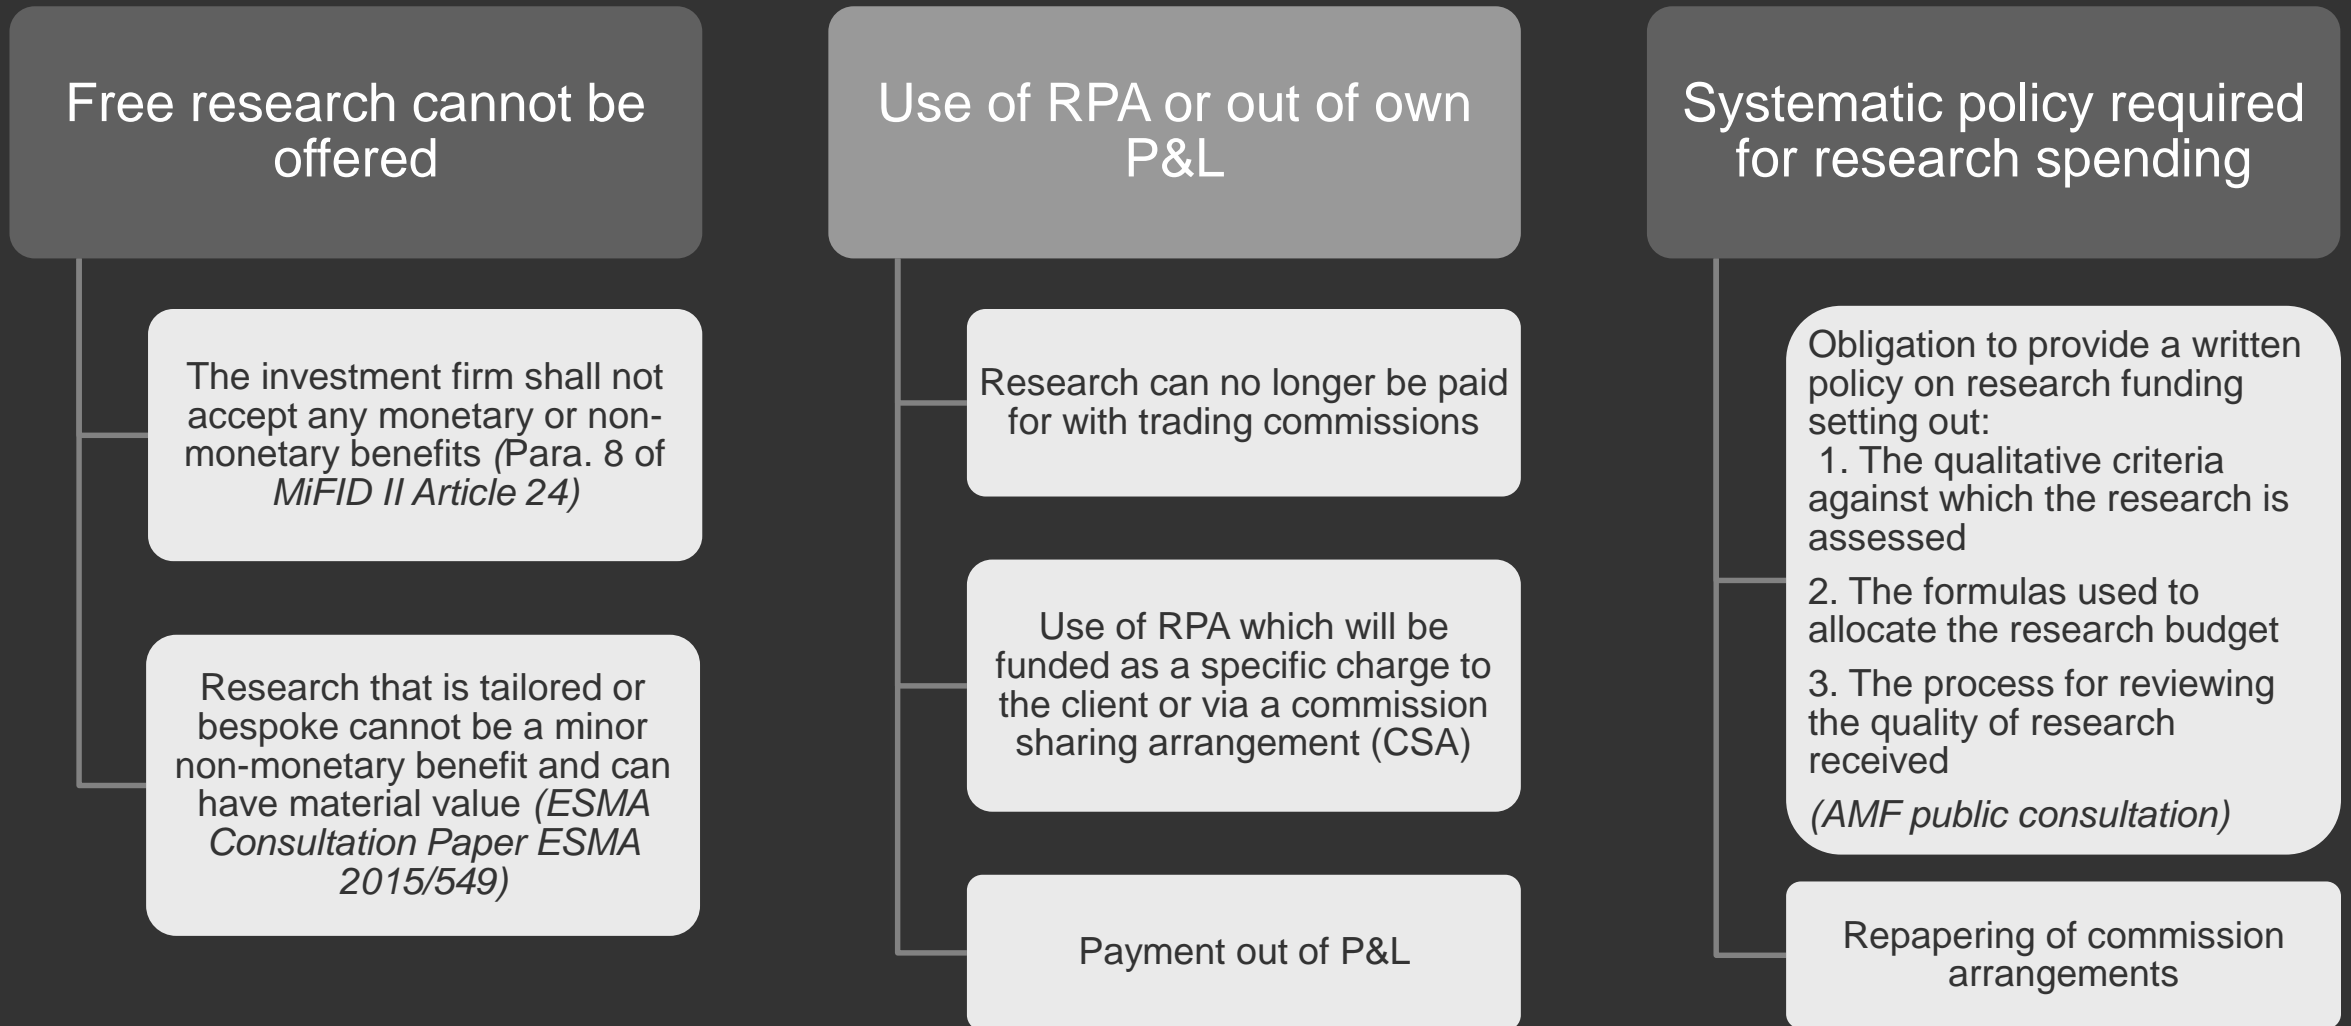 Free research cannot be
offered
The investment firm shall not
accept any monetary or non-
monetary benefits (Para. 8 of
MiFID II Article 24)
Research that is tailored or
bespoke cannot be a minor
non-monetary benefit and can
have material value (ESMA
Consultation Paper ESMA
2015/549)
Use of RPA or out of own
P&L
Research can no longer be paid
for with trading commissions
Use of RPA which will be
funded as a specific charge to
the client or via a commission
sharing arrangement (CSA)
Payment out of P&L
Systematic policy required
for research spending
Obligation to provide a written
policy on research funding
setting out:
1. The qualitative criteria
against which the research is
assessed
2. The formulas used to
allocate the research budget
3. The process for reviewing
the quality of research
received
(AMF public consultation)
Repapering of commission
arrangements